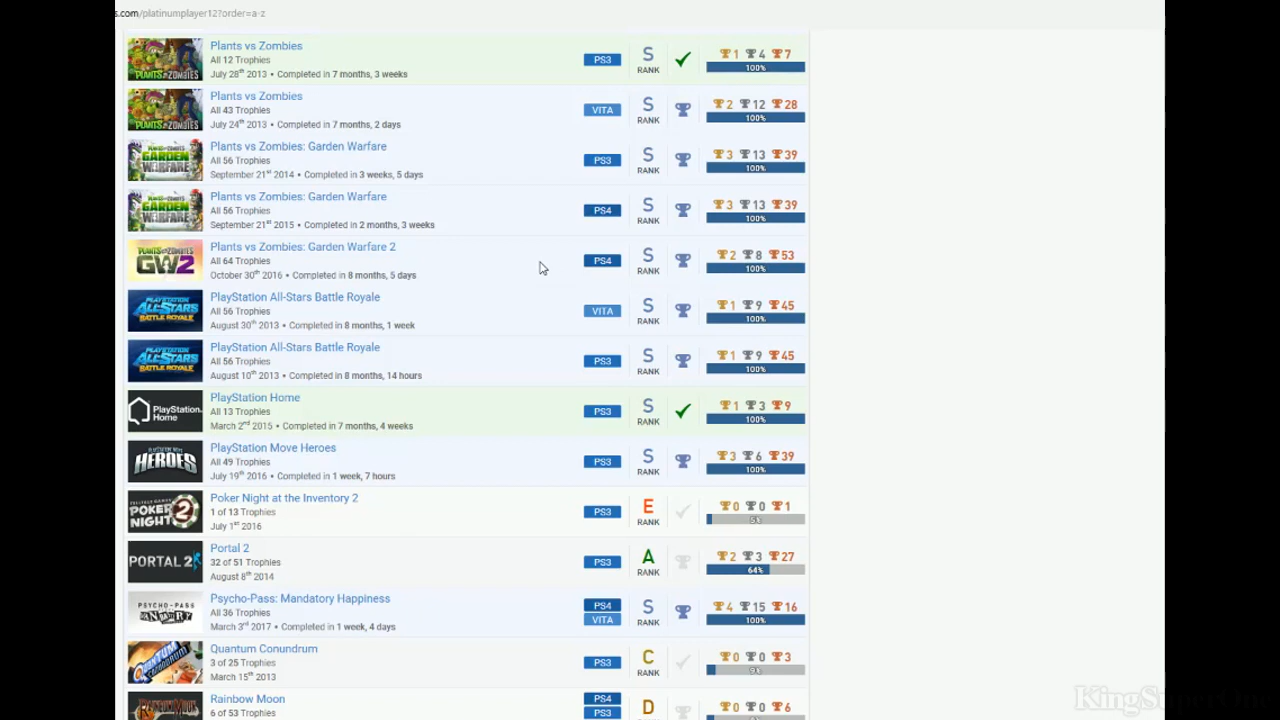 s.com/platinumplayer12?order=a-z
Plants vs Zombies
All 12 Trophies
July 28th 2013 • Completed in 7 months, 3 weeks
PS3
S
RANK
1 4 7
100%
Plants vs Zombies
All 43 Trophies
July 24th 2013 • Completed in 7 months, 2 days
VITA
S
RANK
2 12 28
100%
Plants vs Zombies: Garden Warfare
All 56 Trophies
September 21st 2014 • Completed in 3 weeks, 5 days
PS3
S
RANK
3 13 39
100%
Plants vs Zombies: Garden Warfare
All 56 Trophies
September 21st 2015 • Completed in 2 months, 3 weeks
PS4
S
RANK
3 13 39
100%
Plants vs Zombies: Garden Warfare 2
All 64 Trophies
October 30th 2016 • Completed in 8 months, 5 days
PS4
S
RANK
2 8 53
100%
PlayStation All-Stars Battle Royale
All 56 Trophies
August 30th 2013 • Completed in 8 months, 1 week
VITA
S
RANK
1 9 45
100%
PlayStation All-Stars Battle Royale
All 56 Trophies
August 10th 2013 • Completed in 8 months, 14 hours
PS3
S
RANK
1 9 45
100%
PlayStation Home
PlayStation Home
All 13 Trophies
March 2nd 2015 • Completed in 7 months, 4 weeks
PS3
S
RANK
1 3 9
100%
HEROES
PlayStation Move Heroes
All 49 Trophies
July 19th 2016 • Completed in 1 week, 7 hours
PS3
S
RANK
3 6 39
100%
POKER NIGHT 2
Poker Night at the Inventory 2
1 of 13 Trophies
July 1st 2016
PS3
E
RANK
0 0 1
5%
PORTAL 2
Portal 2
32 of 51 Trophies
August 8th 2014
PS3
A
RANK
2 3 27
64%
PSYCHO-PASS
Psycho-Pass: Mandatory Happiness
All 36 Trophies
March 3rd 2017 • Completed in 1 week, 4 days
PS4
VITA
S
RANK
4 15 16
100%
Quantum Conundrum
3 of 25 Trophies
March 15th 2013
PS3
C
RANK
0 0 3
9%
Rainbow Moon
6 of 53 Trophies
PS4
PS3
D
0 0 6
KingSuperOne